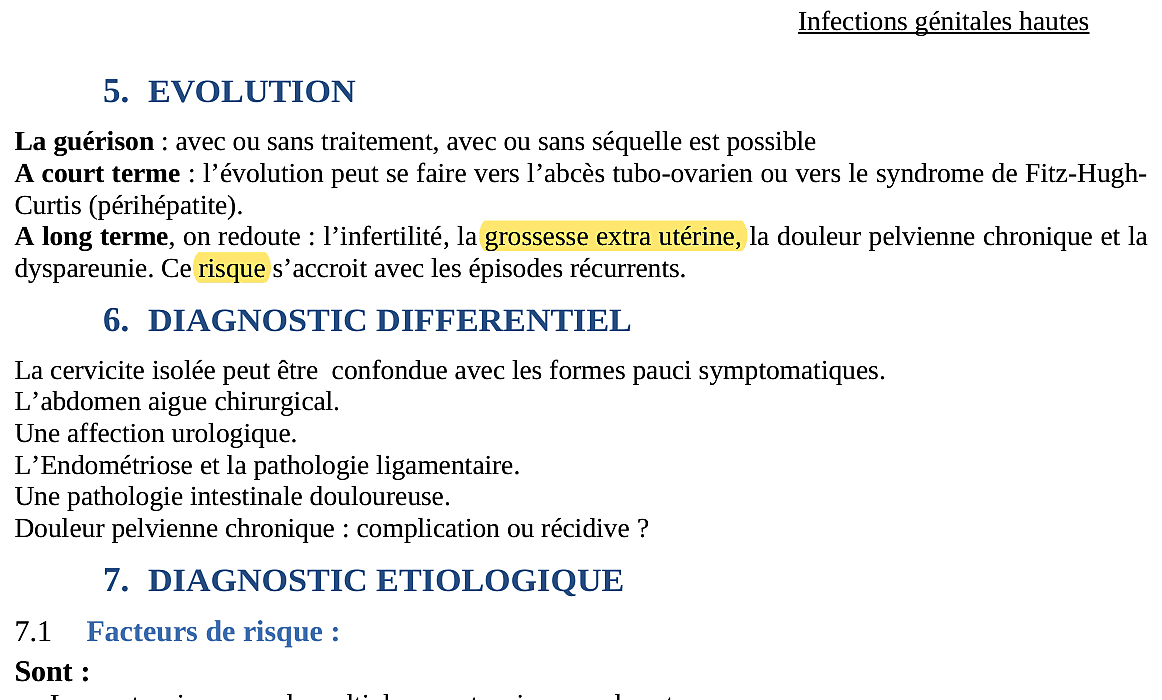 Infections génitales hautes
5. EVOLUTION
La guérison : avec ou sans traitement, avec ou sans séquelle est possible
A court terme : l’évolution peut se faire vers l’abcès tubo-ovarien ou vers le syndrome de Fitz-Hugh-
Curtis (périhépatite).
A long terme, on redoute : l’infertilité, la grossesse extra utérine, la douleur pelvienne chronique et la
dyspareunie. Ce risque s’accroit avec les épisodes récurrents.
6. DIAGNOSTIC DIFFERENTIEL
La cervicite isolée peut être  confondue avec les formes pauci symptomatiques.
L’abdomen aigue chirurgical.
Une affection urologique.
L’Endométriose et la pathologie ligamentaire.
Une pathologie intestinale douloureuse.
Douleur pelvienne chronique : complication ou récidive ?
7. DIAGNOSTIC ETIOLOGIQUE
7.1 Facteurs de risque :
Sont :